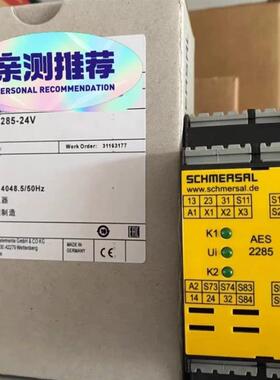 亲测推荐
PERSONAL RECOMMENDATION
285-24V
Work Order: 31163177
4048.5/50Hz
制造
MADE IN
GERMANY
SCHMERSAL
www.schmersal.de
13 23 31 S11
A1 X1 X2 X3
K1
Ui
K2
AES
2285
A2 S73 S74 S83
14 24 32 S84